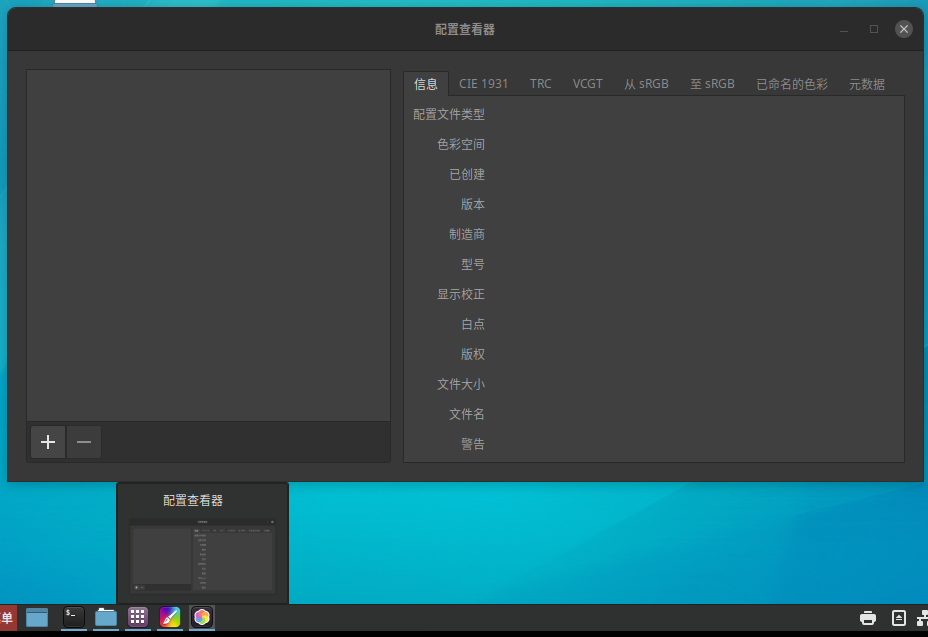 配置查看器
信息 CIE 1931 TRC VCGT 从 sRGB 至 sRGB 已命名的色彩 元数据
配置文件类型
色彩空间
已创建
版本
制造商
型号
显示校正
白点
版权
文件大小
文件名
警告
配置查看器
单